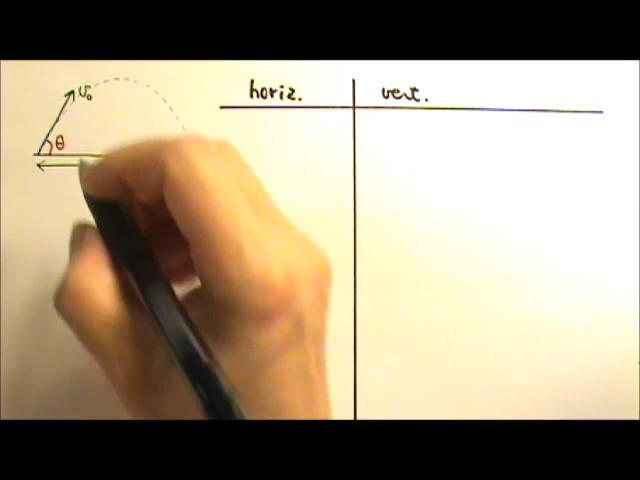 horiz. vert.
v₀
θ